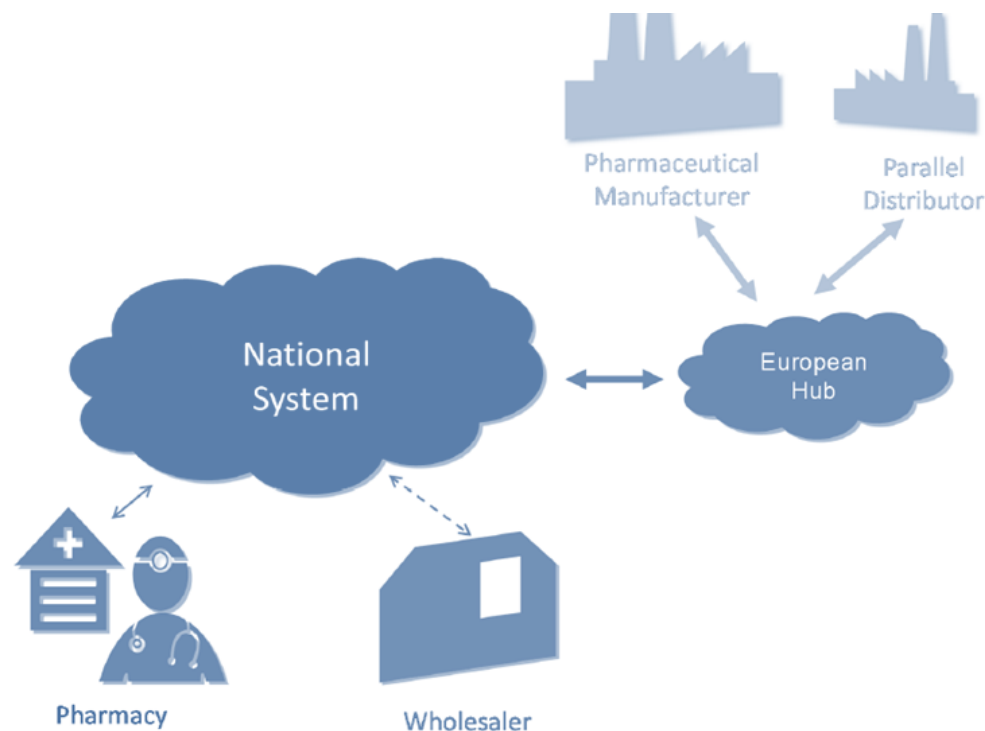 Pharmaceutical
Manufacturer
Parallel
Distributor
National
System
European
Hub
Pharmacy
Wholesaler